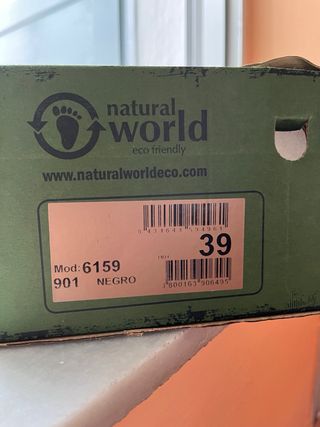 natural
world
eco friendly
www.naturalworldeco.com
39
Mod: 6159
901 NEGRO